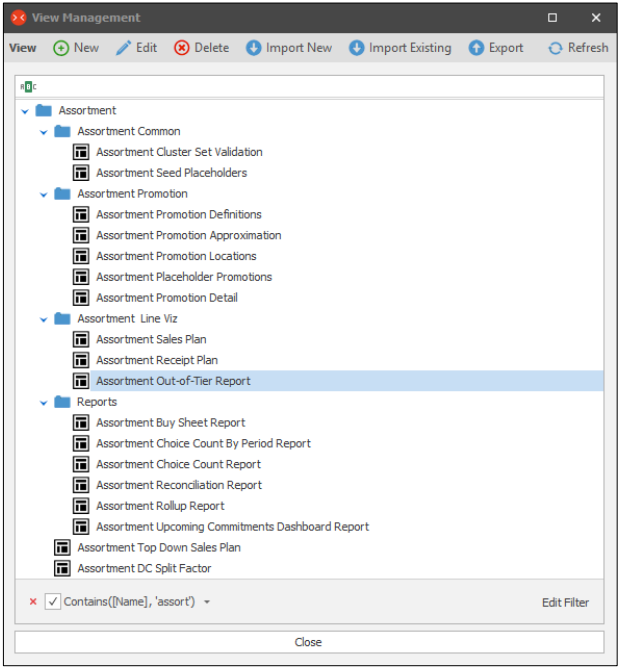 View Management
View New Edit Delete Import New Import Existing Export Refresh
ABC
Assortment
Assortment Common
Assortment Cluster Set Validation
Assortment Seed Placeholders
Assortment Promotion
Assortment Promotion Definitions
Assortment Promotion Approximation
Assortment Promotion Locations
Assortment Placeholder Promotions
Assortment Promotion Detail
Assortment Line Viz
Assortment Sales Plan
Assortment Receipt Plan
Assortment Out-of-Tier Report
Reports
Assortment Buy Sheet Report
Assortment Choice Count By Period Report
Assortment Choice Count Report
Assortment Reconciliation Report
Assortment Rollup Report
Assortment Upcoming Commitments Dashboard Report
Assortment Top Down Sales Plan
Assortment DC Split Factor
Contains([Name], 'assort') Edit Filter
Close